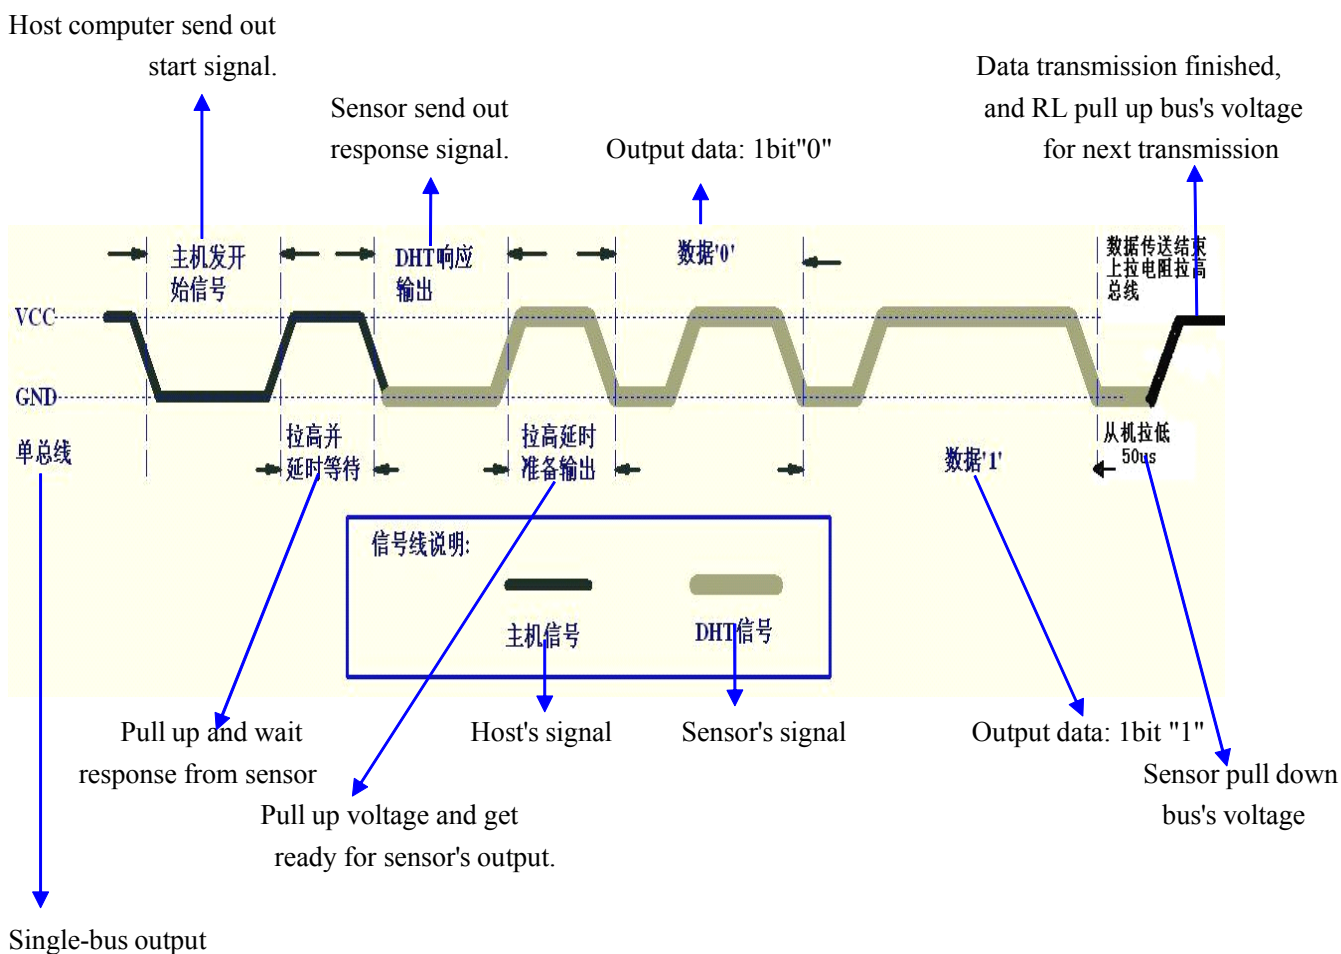 Host computer send out
start signal.
Sensor send out
response signal.
Output data: 1bit"0"
Data transmission finished,
and RL pull up bus's voltage
for next transmission
主机发开
始信号
DHT响应
输出
数据'0'
数据传送结束
上拉电阻拉高
总线
VCC
GND
单总线
拉高并
延时等待
拉高延时
准备输出
数据'1'
从机拉低
50us
信号线说明:
主机信号
DHT信号
Pull up and wait
response from sensor
Host's signal
Sensor's signal
Output data: 1bit "1"
Sensor pull down
bus's voltage
Pull up voltage and get
ready for sensor's output.
Single-bus output